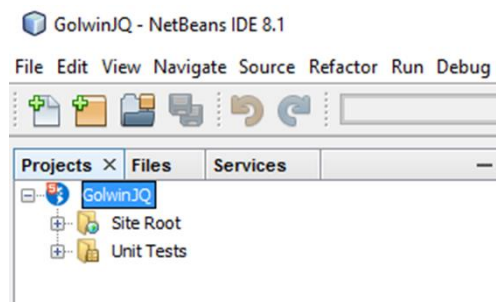 GolwinJQ - NetBeans IDE 8.1
File Edit View Navigate Source Refactor Run Debug
Projects Files Services
GolwinJQ
Site Root
Unit Tests